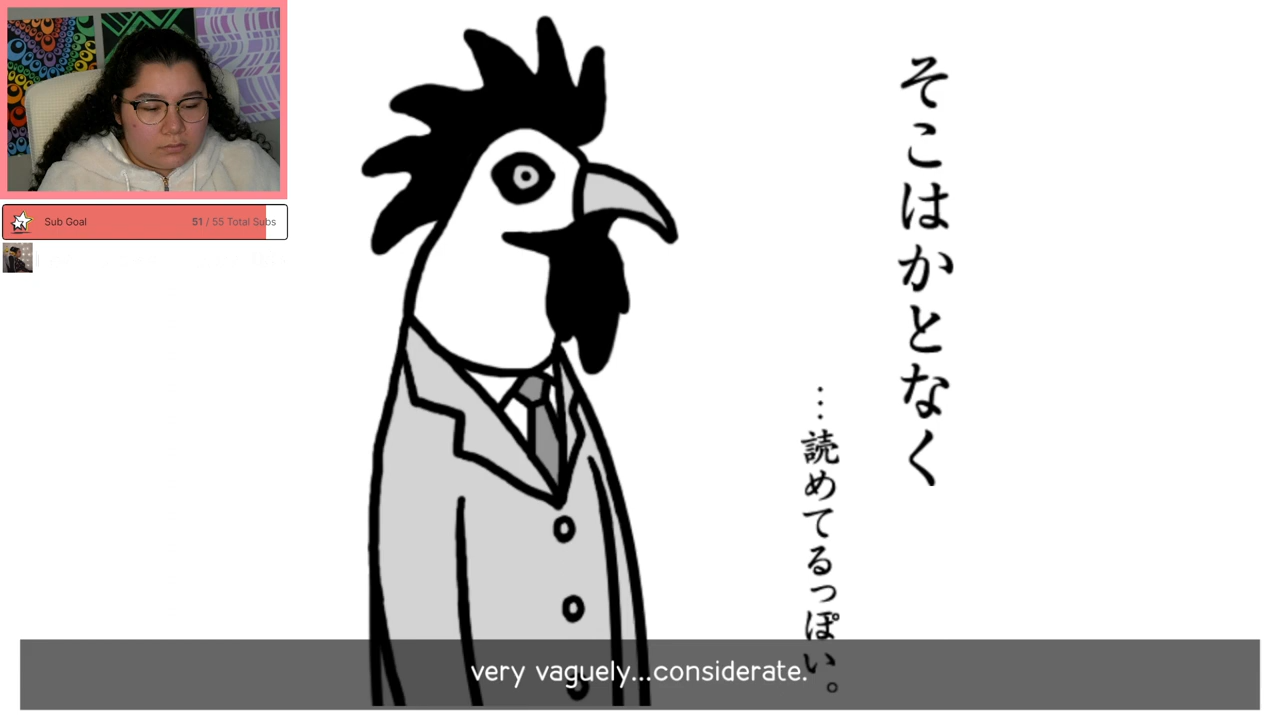 Sub Goal
51 / 55 Total Subs
そこはかとなく
…読めてるっぽい。
very vaguely...considerate.